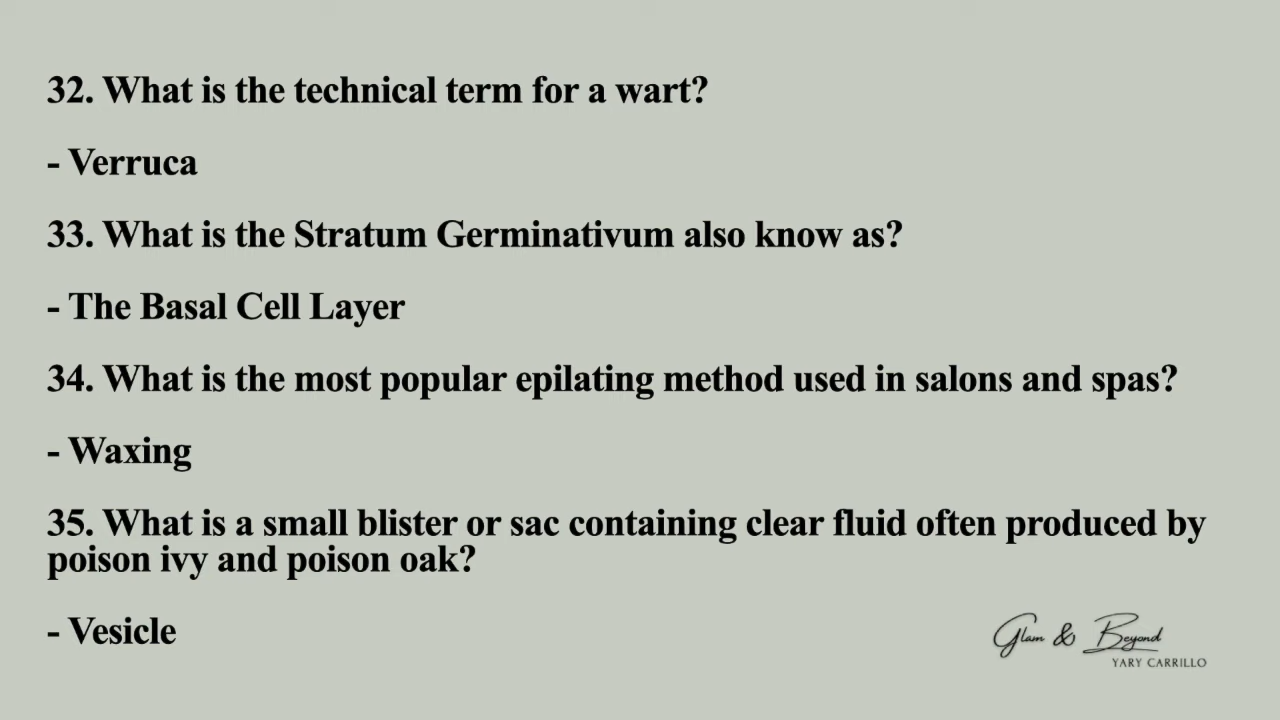 32. What is the technical term for a wart?
- Verruca
33. What is the Stratum Germinativum also know as?
- The Basal Cell Layer
34. What is the most popular epilating method used in salons and spas?
- Waxing
35. What is a small blister or sac containing clear fluid often produced by
poison ivy and poison oak?
- Vesicle
Glam & Beyond
YARY CARRILLO